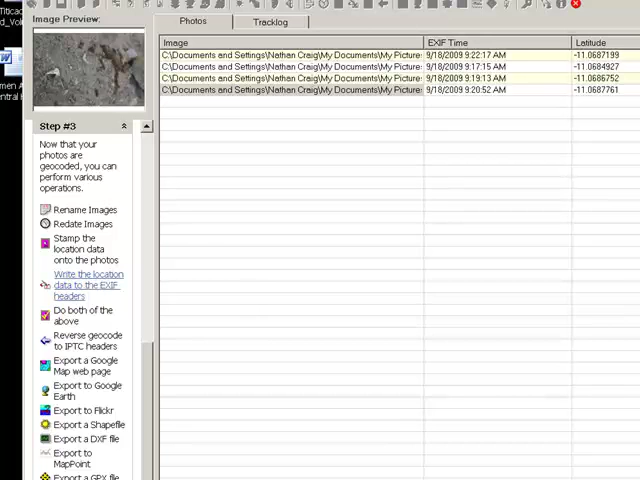 Titica
d_Vol
Image Preview:
Photos
Tracklog
Image
EXIF Time
Latitude
C:\Documents and Settings\Nathan Craig\My Documents\My Picture:
9/18/2009 9:22:17 AM
-11.0687199
C:\Documents and Settings\Nathan Craig\My Documents\My Picture:
9/18/2009 9:17:15 AM
-11.0684927
C:\Documents and Settings\Nathan Craig\My Documents\My Picture:
9/18/2009 9:19:13 AM
-11.0686752
C:\Documents and Settings\Nathan Craig\My Documents\My Picture:
9/18/2009 9:20:52 AM
-11.0687761
men A
entral H
Step #3
Now that your
photos are
geocoded, you can
perform various
operations.
Rename Images
Redate Images
Stamp the
location data
onto the photos
Write the location
data to the EXIF
headers
Do both of the
above
Reverse geocode
to IPTC headers
Export a Google
Map web page
Export to Google
Earth
Export to Flickr
Export a Shapefile
Export a DXF file
Export to
MapPoint
Export a GPX file